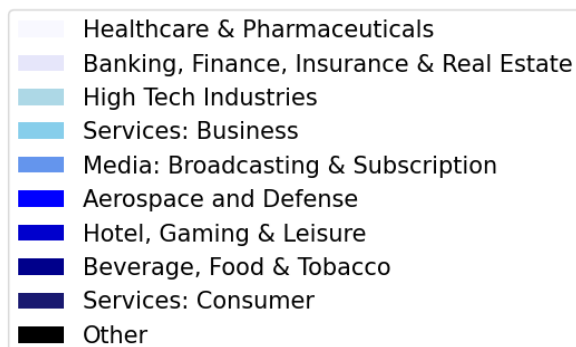 Healthcare & Pharmaceuticals
Banking, Finance, Insurance & Real Estate
High Tech Industries
Services: Business
Media: Broadcasting & Subscription
Aerospace and Defense
Hotel, Gaming & Leisure
Beverage, Food & Tobacco
Services: Consumer
Other